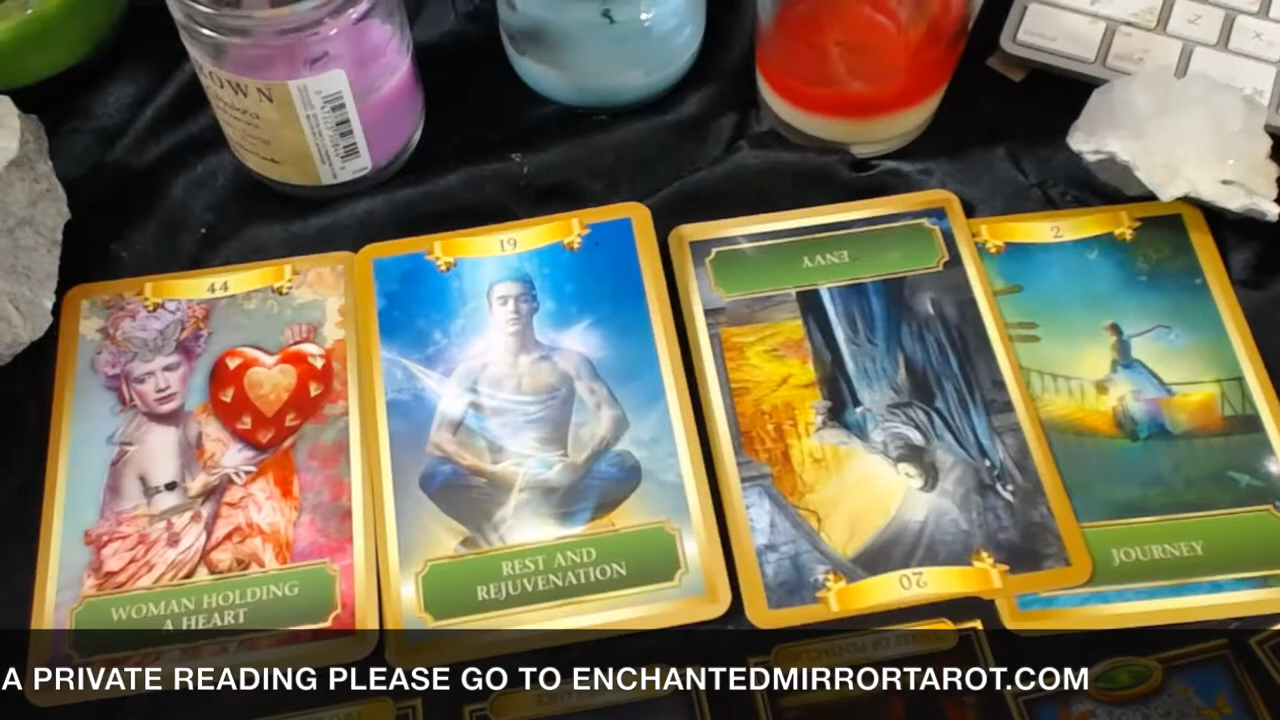 OWN
Z
X
44
WOMAN HOLDING
A HEART
19
REST AND
REJUVENATION
ENVY
20
2
JOURNEY
A PRIVATE READING PLEASE GO TO ENCHANTEDMIRRORTAROT.COM